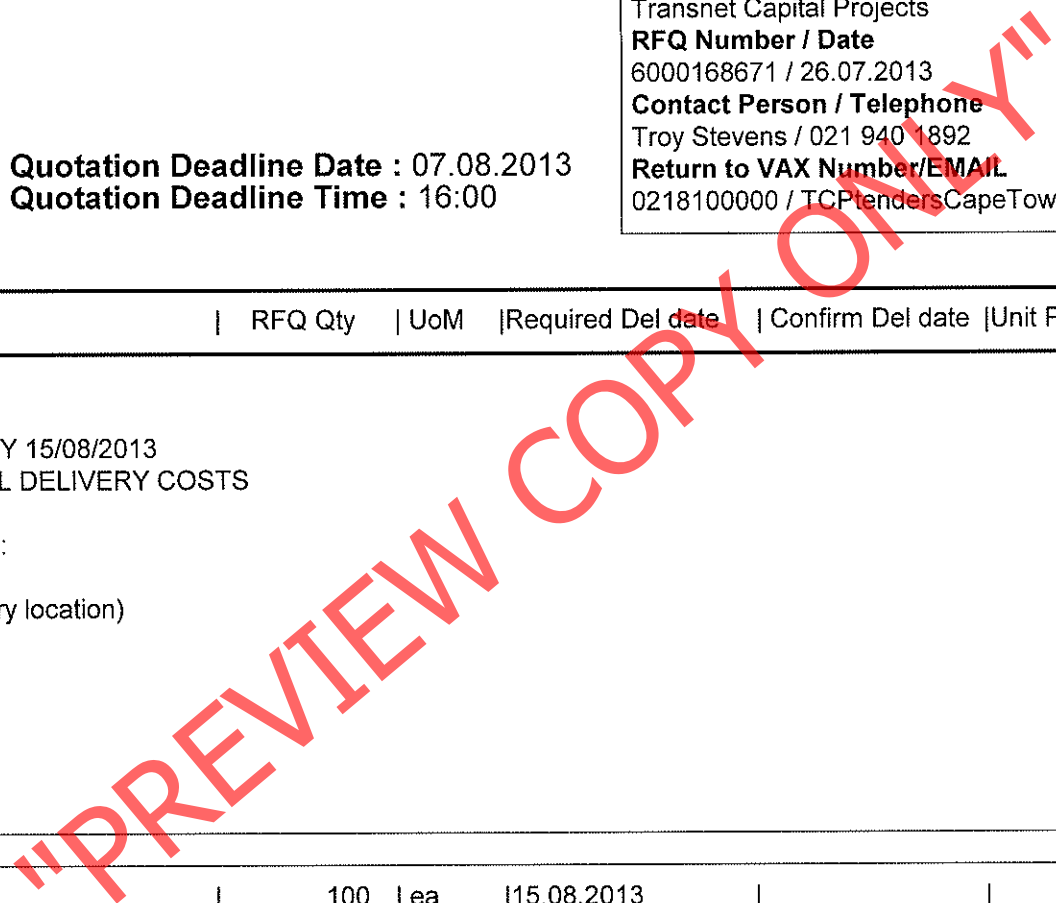 Transnet Capital Projects
RFQ Number / Date
6000168671 / 26.07.2013
Contact Person / Telephone
Troy Stevens / 021 940 1892
Return to VAX Number/EMAIL
0218100000 / TCPtendersCapeTow
Quotation Deadline Date : 07.08.2013
Quotation Deadline Time : 16:00
| RFQ Qty | UoM |Required Del date | Confirm Del date |Unit P
Y 15/08/2013
L DELIVERY COSTS
:
ry location)
| 100 | ea |15.08.2013 | |
"PREVIEW COPY ONLY"